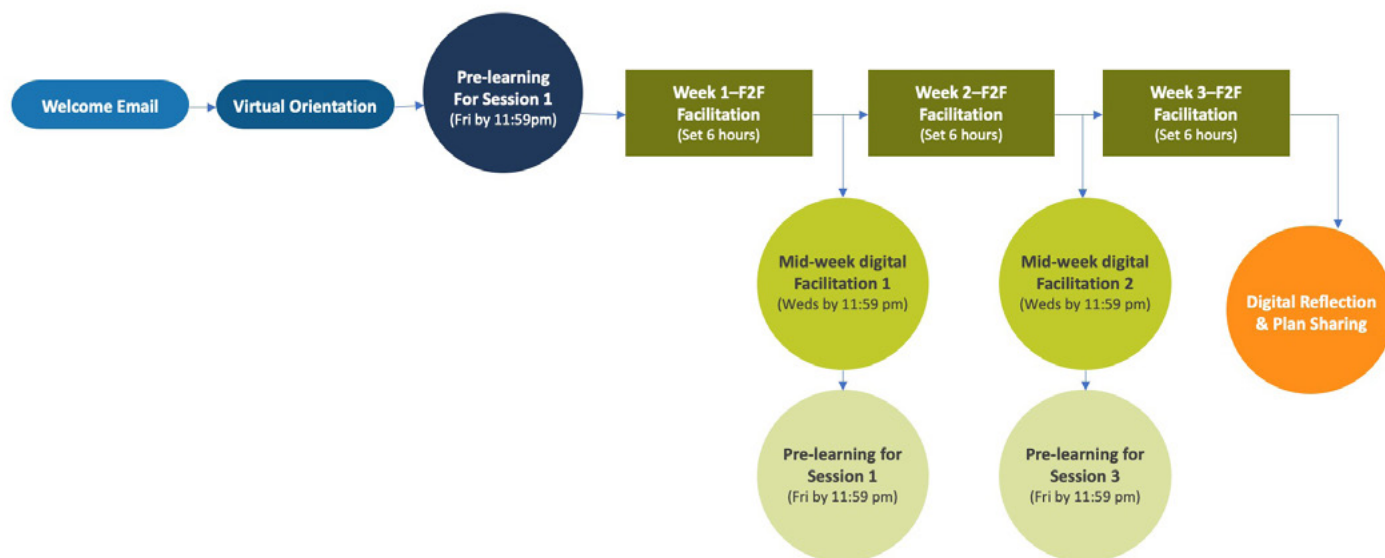 Welcome Email
Virtual Orientation
Pre-learning
For Session 1
(Fri by 11:59pm)
Week 1–F2F
Facilitation
(Set 6 hours)
Week 2–F2F
Facilitation
(Set 6 hours)
Week 3–F2F
Facilitation
(Set 6 hours)
Mid-week digital
Facilitation 1
(Weds by 11:59 pm)
Mid-week digital
Facilitation 2
(Weds by 11:59 pm)
Digital Reflection
& Plan Sharing
Pre-learning for
Session 1
(Fri by 11:59 pm)
Pre-learning for
Session 3
(Fri by 11:59 pm)